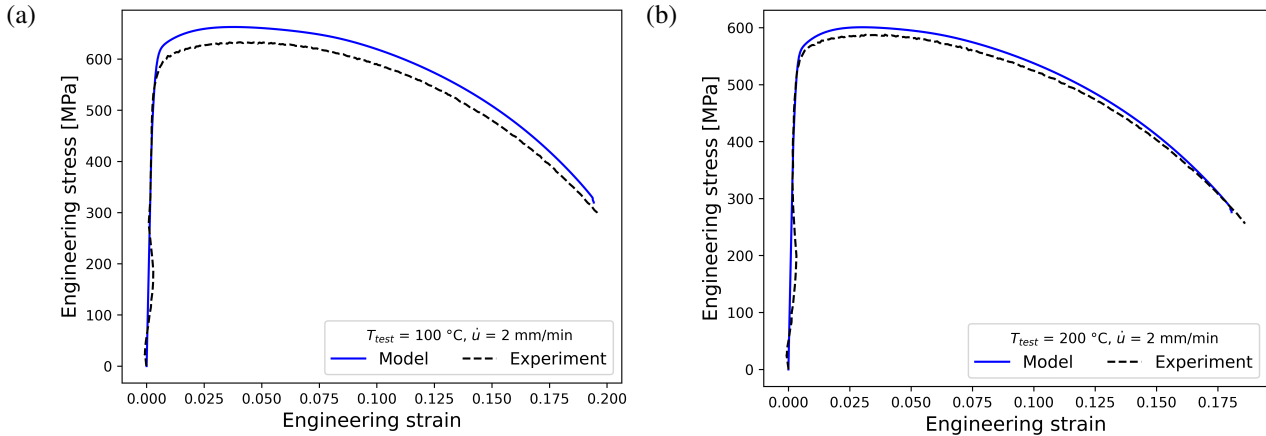 (a)
Engineering stress [MPa]
600
500
400
300
200
100
0
0.000 0.025 0.050 0.075 0.100 0.125 0.150 0.175 0.200
Engineering strain
T_test = 100 °C, u̇ = 2 mm/min
Model Experiment
(b)
Engineering stress [MPa]
600
500
400
300
200
100
0
0.000 0.025 0.050 0.075 0.100 0.125 0.150 0.175
Engineering strain
T_test = 200 °C, u̇ = 2 mm/min
Model Experiment